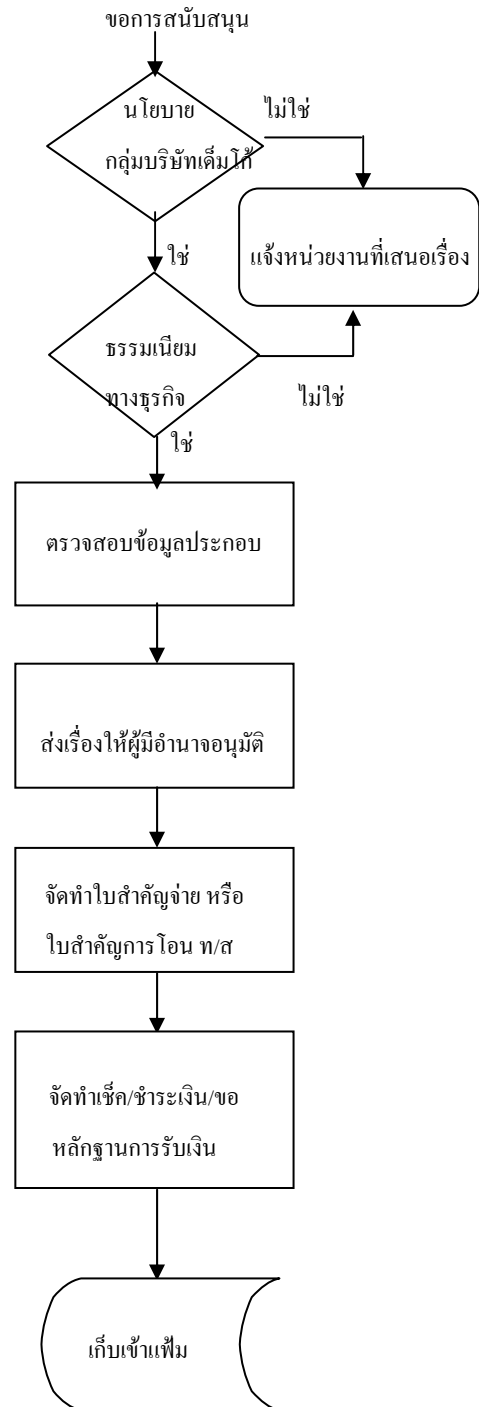 ขอการสนับสนุน
นโยบาย
กลุ่มบริษัทเด็มโก้
ไม่ใช่
แจ้งหน่วยงานที่เสนอเรื่อง
ใช่
ธรรมเนียม
ทางธุรกิจ
ไม่ใช่
ใช่
ตรวจสอบข้อมูลประกอบ
ส่งเรื่องให้ผู้มีอำนาจอนุมัติ
จัดทำใบสำคัญจ่าย หรือ
ใบสำคัญการโอน ท/ส
จัดทำเช็ค/ชำระเงิน/ขอ
หลักฐานการรับเงิน
เก็บเข้าแฟ้ม